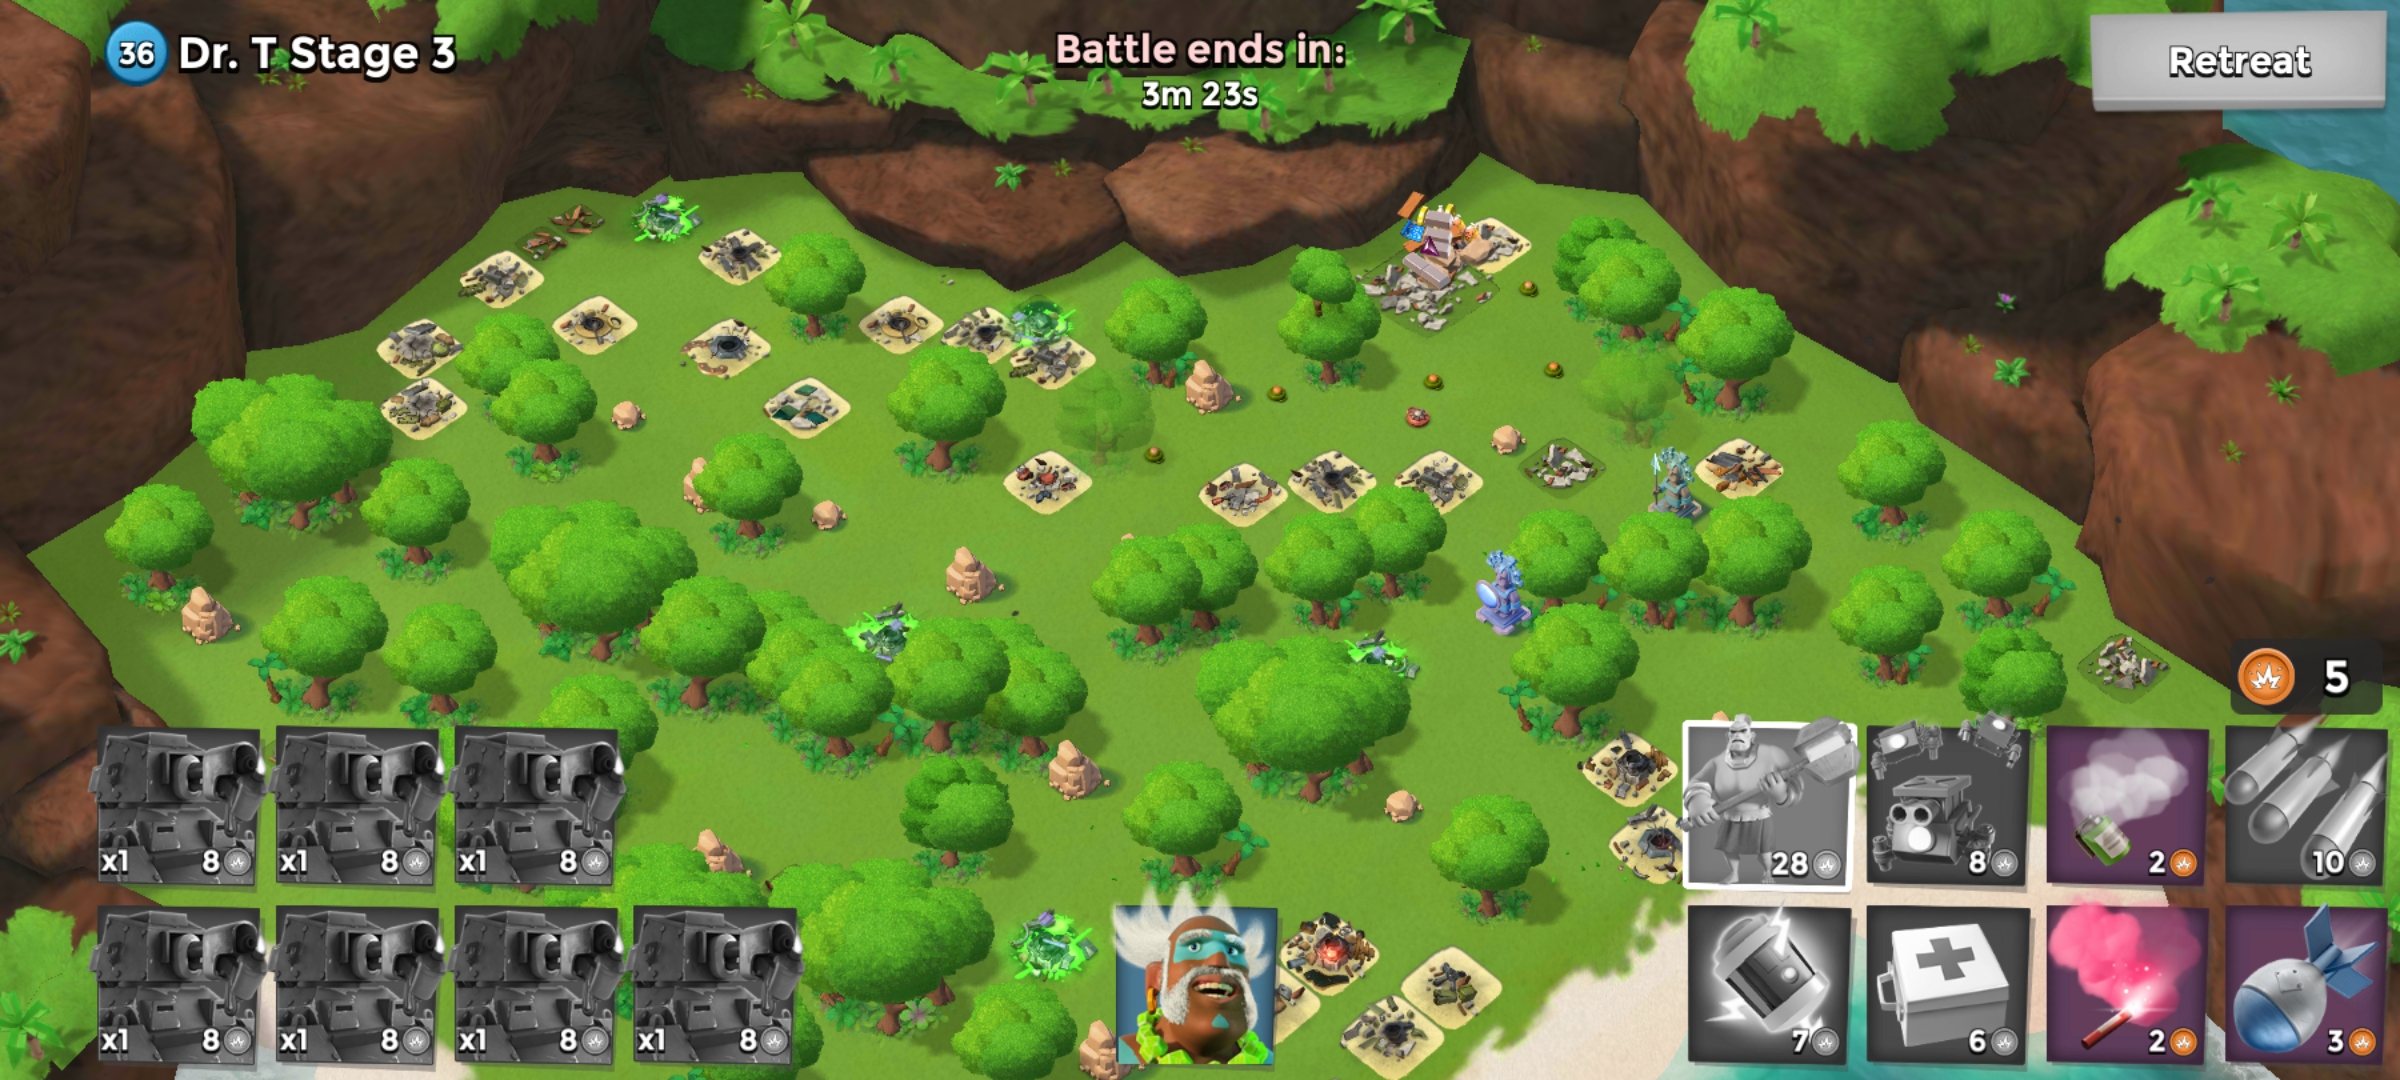 36 Dr. T Stage 3
Battle ends in:
3m 23s
Retreat
5
x1 8
x1 8
x1 8
28
8
2
10
x1 8
x1 8
x1 8
x1 8
7
6
2
3